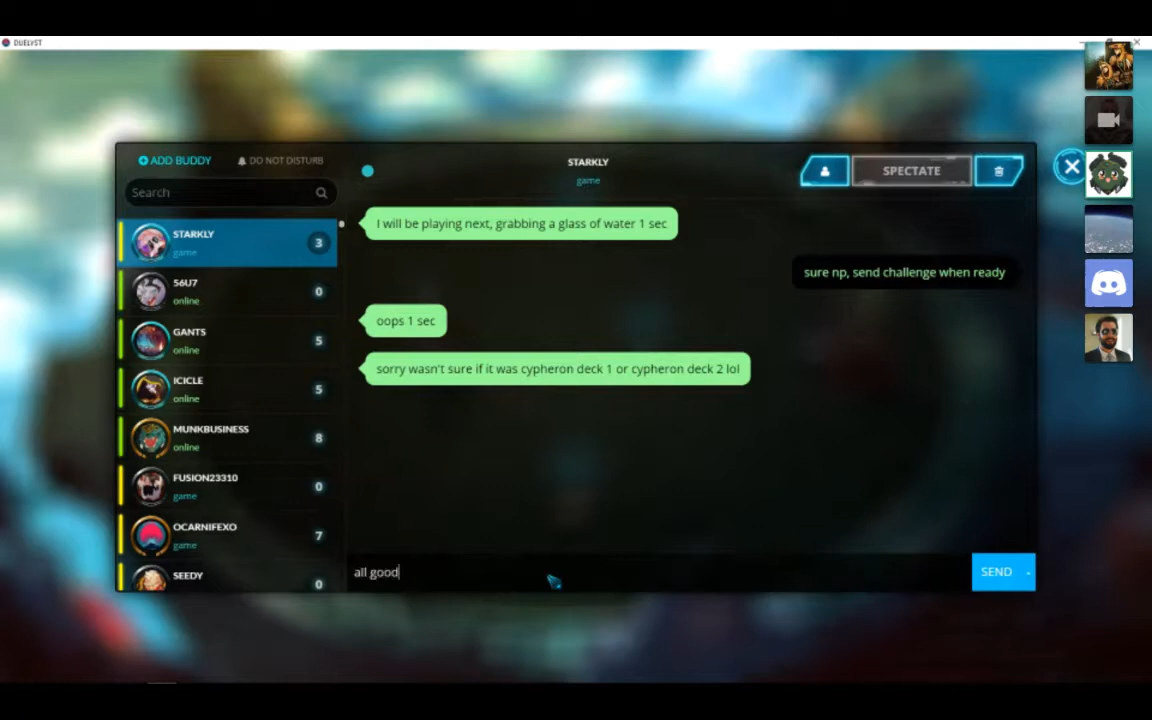 DUELYST
ADD BUDDY
DO NOT DISTURB
Search
STARKLY
game
3
56U7
online
0
GANTS
online
5
ICICLE
online
5
MUNKBUSINESS
online
8
FUSION23310
game
0
OCARNIFEXO
game
7
SEEDY
0
STARKLY
game
SPECTATE
I will be playing next, grabbing a glass of water 1 sec
sure np, send challenge when ready
oops 1 sec
sorry wasn't sure if it was cypheron deck 1 or cypheron deck 2 lol
all good
SEND